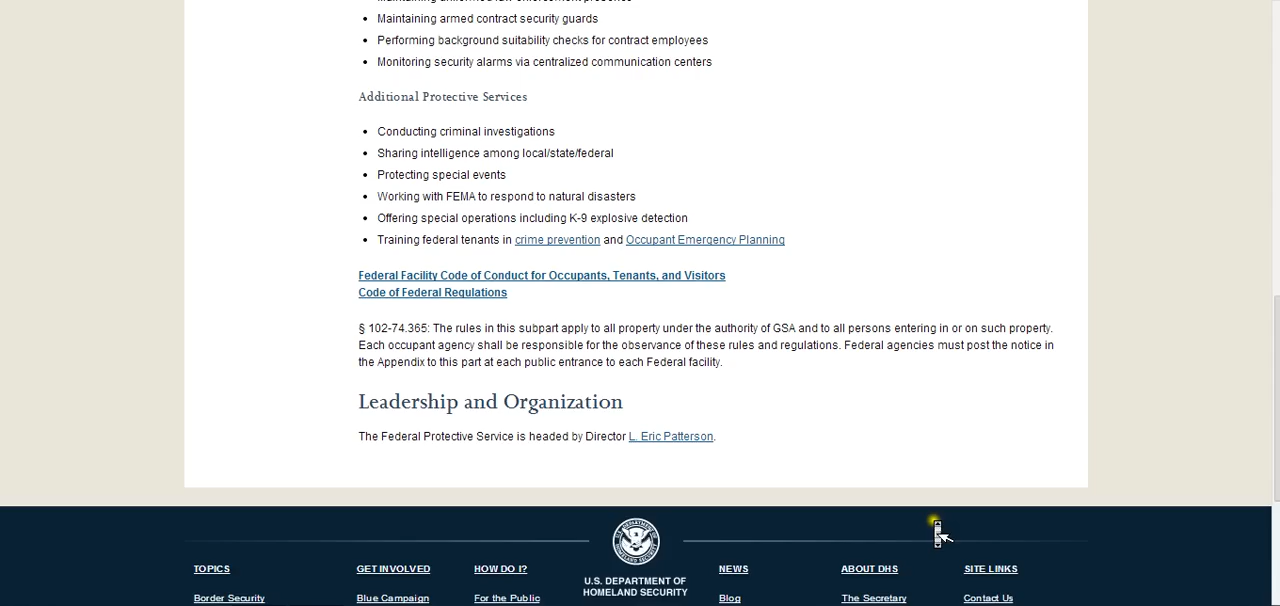 Maintaining uniformed law enforcement presence
Maintaining armed contract security guards
Performing background suitability checks for contract employees
Monitoring security alarms via centralized communication centers
Additional Protective Services
Conducting criminal investigations
Sharing intelligence among local/state/federal
Protecting special events
Working with FEMA to respond to natural disasters
Offering special operations including K-9 explosive detection
Training federal tenants in crime prevention and Occupant Emergency Planning
Federal Facility Code of Conduct for Occupants, Tenants, and Visitors
Code of Federal Regulations
§ 102-74.365: The rules in this subpart apply to all property under the authority of GSA and to all persons entering in or on such property.
Each occupant agency shall be responsible for the observance of these rules and regulations. Federal agencies must post the notice in
the Appendix to this part at each public entrance to each Federal facility.
Leadership and Organization
The Federal Protective Service is headed by Director L. Eric Patterson.
TOPICS
Border Security
GET INVOLVED
Blue Campaign
HOW DO I?
For the Public
U.S. DEPARTMENT OF
HOMELAND SECURITY
NEWS
Blog
ABOUT DHS
The Secretary
SITE LINKS
Contact Us